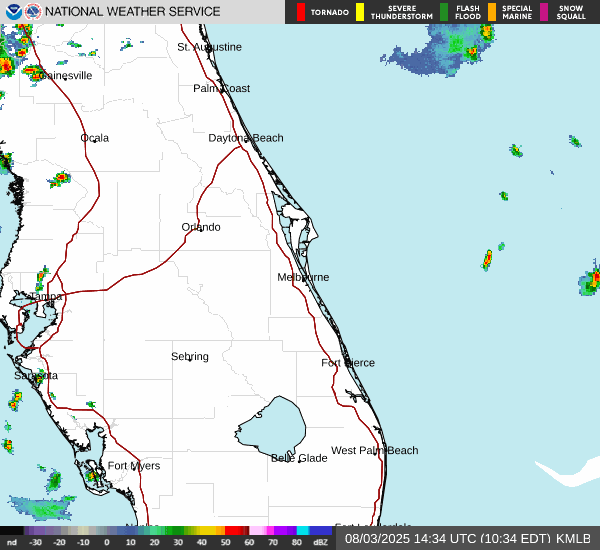 NATIONAL WEATHER SERVICE
TORNADO
SEVERE THUNDERSTORM
FLASH FLOOD
SPECIAL MARINE
SNOW SQUALL
St. Augustine
Gainesville
Palm Coast
Ocala
Daytona Beach
Orlando
Melbourne
Tampa
Sebring
Fort Pierce
Sarasota
West Palm Beach
Belle Glade
Fort Myers
Fort Lauderdale
nd -30 -20 -10 0 10 20 30 40 50 60 70 80 dBZ
08/03/2025 14:34 UTC (10:34 EDT) KMLB